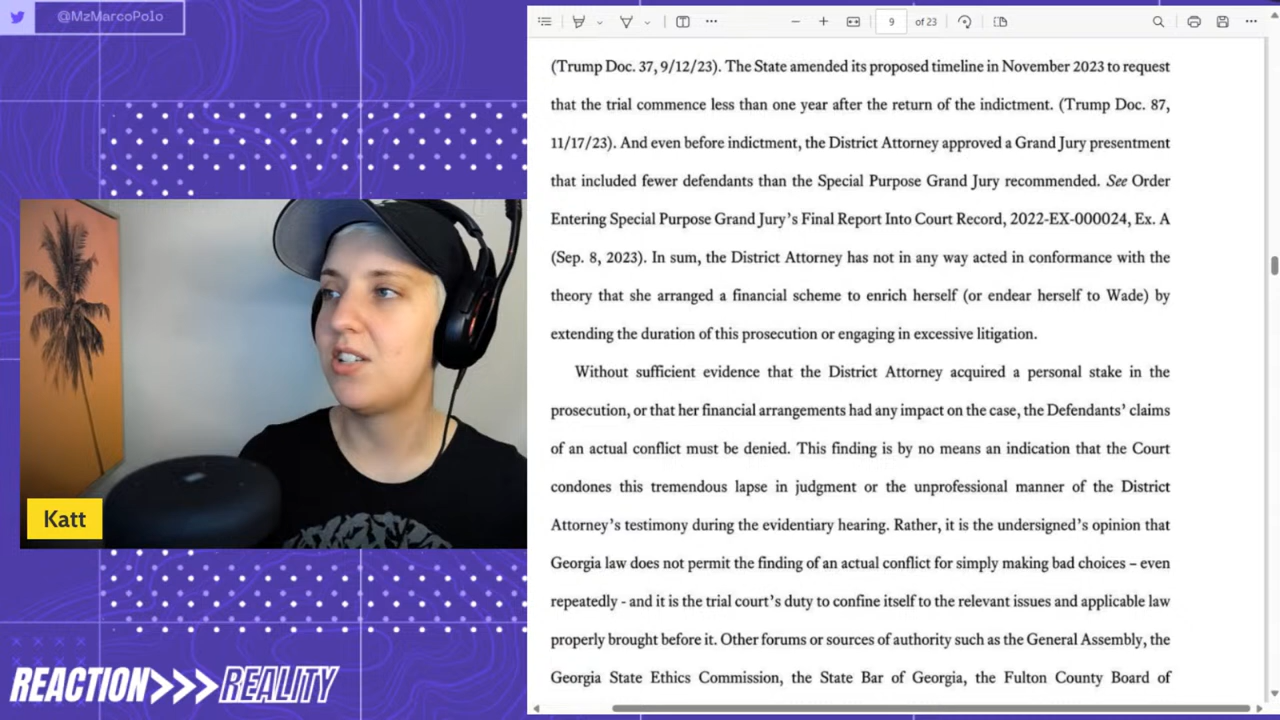 @MzMarcoPolo
9 of 23
(Trump Doc. 37, 9/12/23). The State amended its proposed timeline in November 2023 to request
that the trial commence less than one year after the return of the indictment. (Trump Doc. 87,
11/17/23). And even before indictment, the District Attorney approved a Grand Jury presentment
that included fewer defendants than the Special Purpose Grand Jury recommended. See Order
Entering Special Purpose Grand Jury’s Final Report Into Court Record, 2022-EX-000024, Ex. A
(Sep. 8, 2023). In sum, the District Attorney has not in any way acted in conformance with the
theory that she arranged a financial scheme to enrich herself (or endear herself to Wade) by
extending the duration of this prosecution or engaging in excessive litigation.
Without sufficient evidence that the District Attorney acquired a personal stake in the
prosecution, or that her financial arrangements had any impact on the case, the Defendants’ claims
of an actual conflict must be denied. This finding is by no means an indication that the Court
condones this tremendous lapse in judgment or the unprofessional manner of the District
Attorney’s testimony during the evidentiary hearing. Rather, it is the undersigned’s opinion that
Georgia law does not permit the finding of an actual conflict for simply making bad choices – even
repeatedly - and it is the trial court’s duty to confine itself to the relevant issues and applicable law
properly brought before it. Other forums or sources of authority such as the General Assembly, the
Georgia State Ethics Commission, the State Bar of Georgia, the Fulton County Board of
Katt
REACTION>>>REALITY